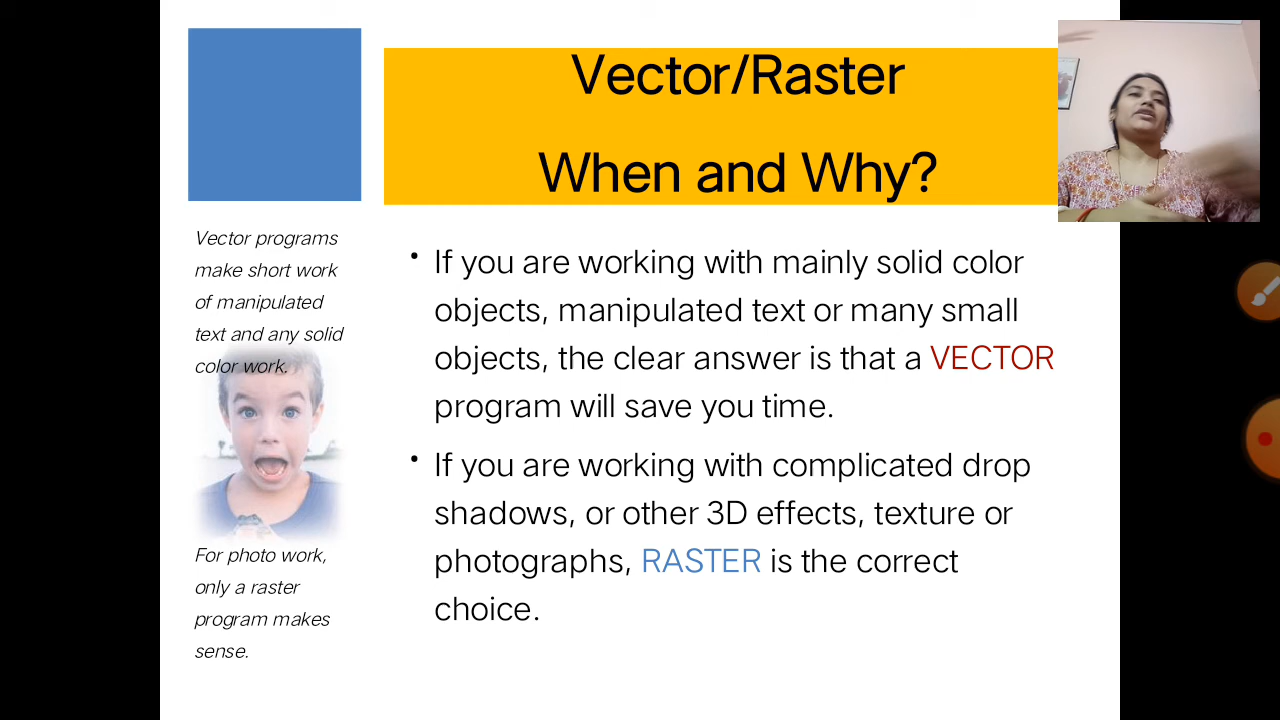 Vector/Raster
When and Why?
Vector programs
make short work
of manipulated
text and any solid
color work.
For photo work,
only a raster
program makes
sense.
• If you are working with mainly solid color
objects, manipulated text or many small
objects, the clear answer is that a VECTOR
program will save you time.
• If you are working with complicated drop
shadows, or other 3D effects, texture or
photographs, RASTER is the correct
choice.